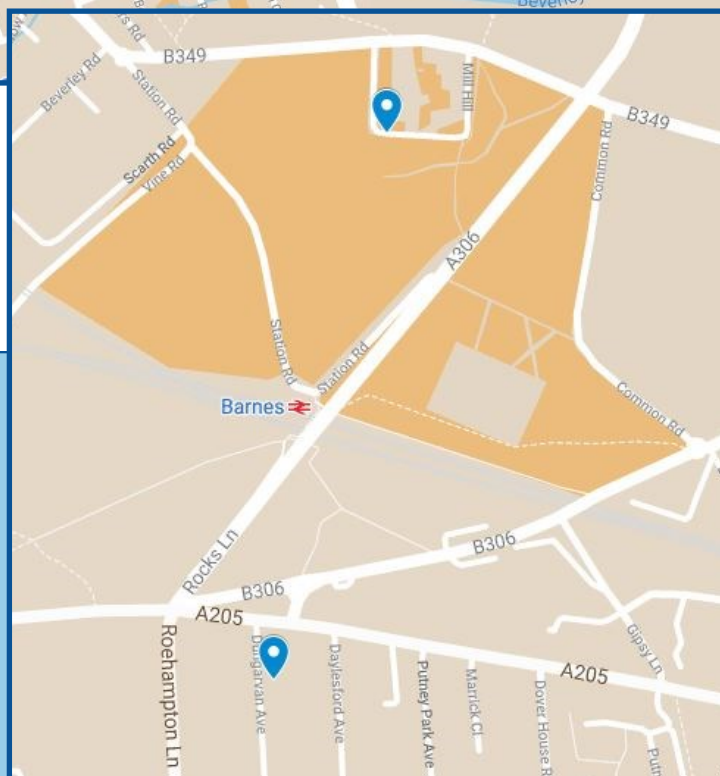 Beverley
B349
Beverley Rd
Station Rd
Mill Hill
B349
Common Rd
Scarth Rd
Vine Rd
A306
Station Rd
Station Rd
Barnes
Common Rd
B306
Rocks Ln
B306
A205
Roehampton Ln
Dungarvan Ave
Daylesford Ave
Putney Park Ave
Marrick Cl
Dover House R
Gipsy Ln
A205
Put